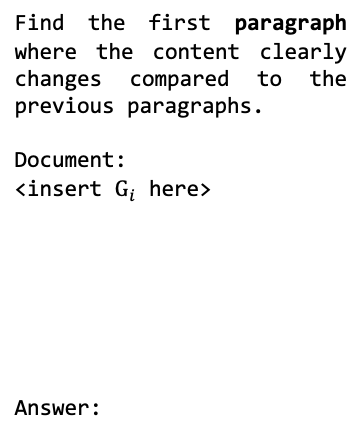 Find the first paragraph
where the content clearly
changes compared to the
previous paragraphs.
Document:
<insert Gᵢ here>
Answer: